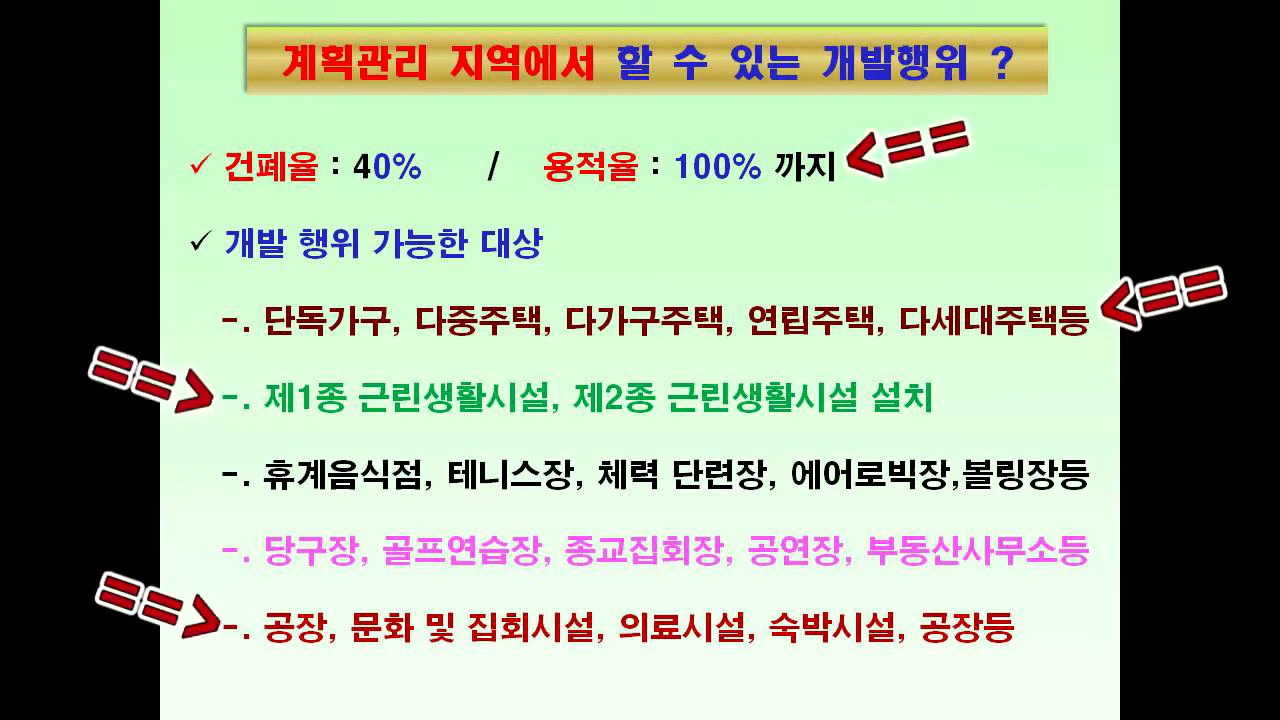 계획관리 지역에서 할 수 있는 개발행위 ?
✓ 건폐율 : 40% / 용적율 : 100% 까지 <==
✓ 개발 행위 가능한 대상
-. 단독가구, 다중주택, 다가구주택, 연립주택, 다세대주택등 <==
==> -. 제1종 근린생활시설, 제2종 근린생활시설 설치
-. 휴계음식점, 테니스장, 체력 단련장, 에어로빅장,볼링장등
-. 당구장, 골프연습장, 종교집회장, 공연장, 부동산사무소등
==> -. 공장, 문화 및 집회시설, 의료시설, 숙박시설, 공장등